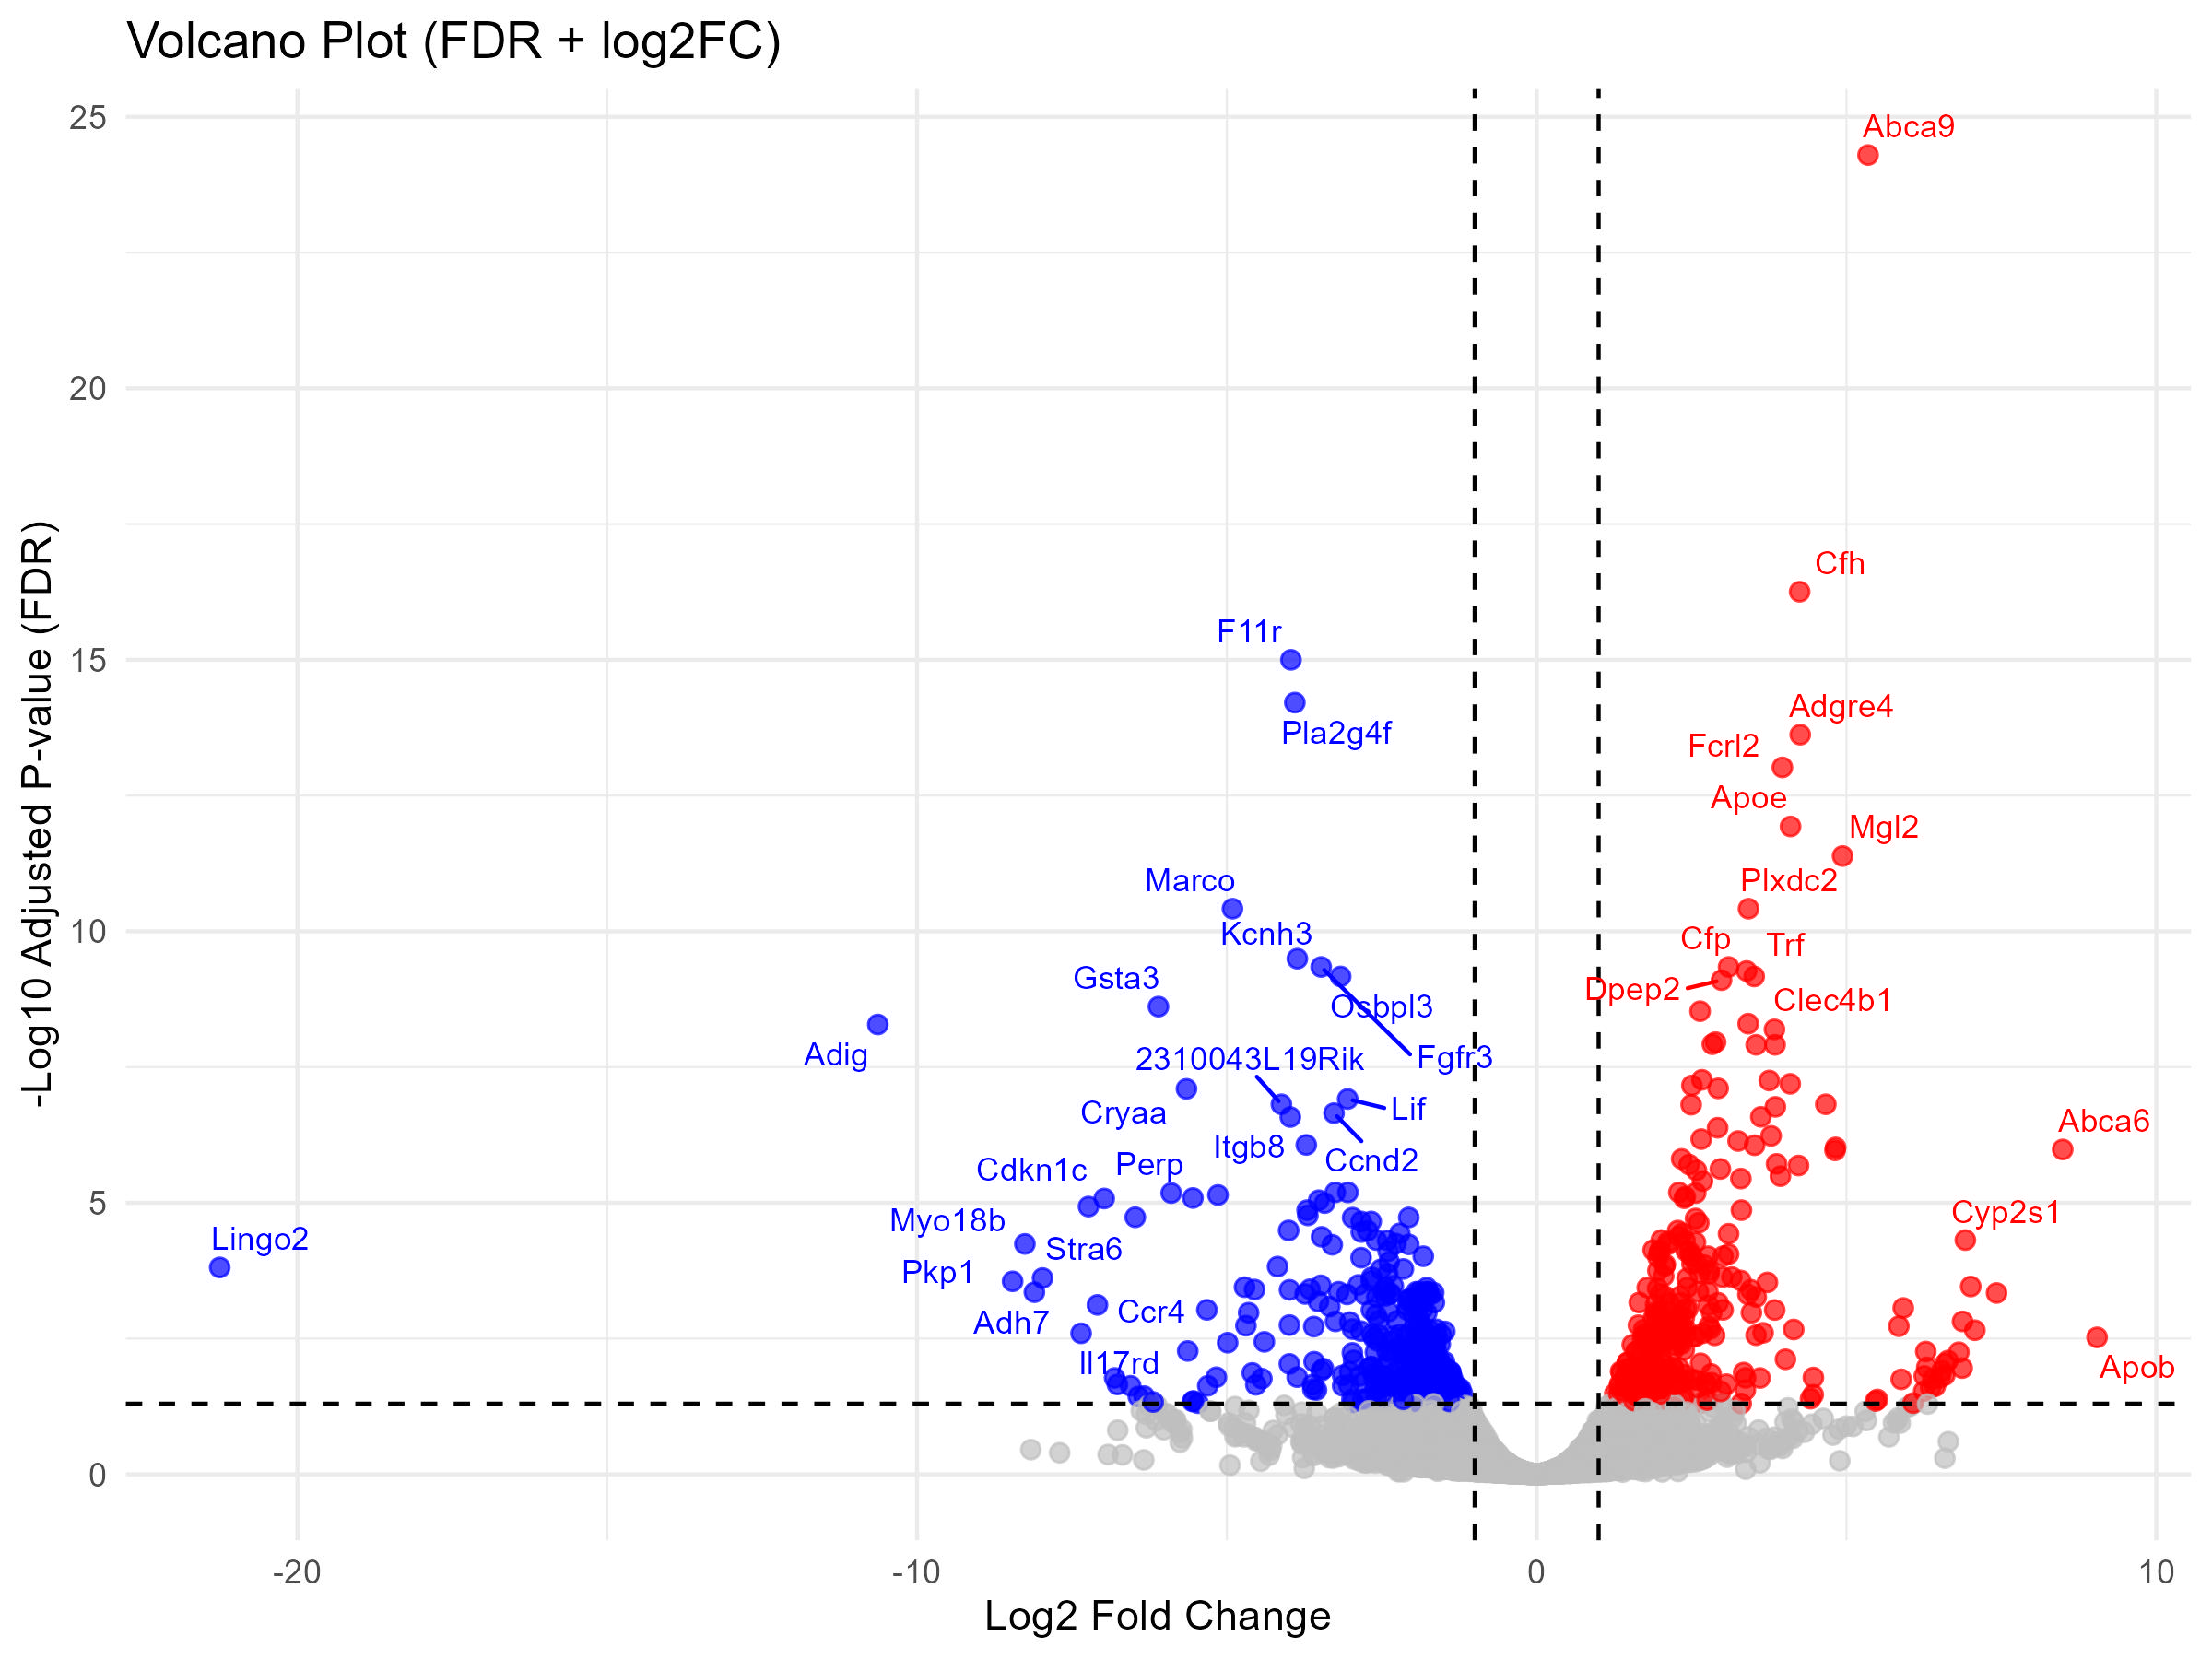 Volcano Plot (FDR + log2FC)
25
Abca9
20
Cfh
F11r
15
Adgre4
Pla2g4f
Fcrl2
Apoe
Mgl2
Marco
Plxdc2
10
Kcnh3
Cfp
Trf
Gsta3
Dpep2
Osbpl3
Clec4b1
Adig
2310043L19Rik
Fgfr3
Cryaa
Lif
Abca6
Itgb8
Ccnd2
Cdkn1c
Perp
5
Myo18b
Cyp2s1
Lingo2
Stra6
Pkp1
Adh7
Ccr4
Il17rd
Apob
0
-20
-10
0
10
Log2 Fold Change
-Log10 Adjusted P-value (FDR)